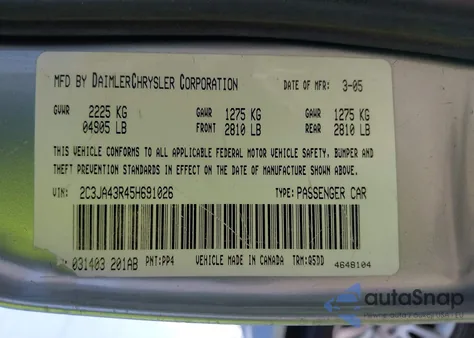 MFD BY DAIMLERCHRYSLER CORPORATION DATE OF MFR: 3-05
GVWR 2225 KG GAWR 1275 KG GAWR 1275 KG
04905 LB FRONT 2810 LB REAR 2810 LB
THIS VEHICLE CONFORMS TO ALL APPLICABLE FEDERAL MOTOR VEHICLE SAFETY, BUMPER AND
THEFT PREVENTION STANDARDS IN EFFECT ON THE DATE OF MANUFACTURE SHOWN ABOVE.
VIN: 2C3JA43R45H691026 TYPE: PASSENGER CAR
031403 201AB PNT: PP4 VEHICLE MADE IN CANADA TRM: Q5DD 4648104
autoSnap